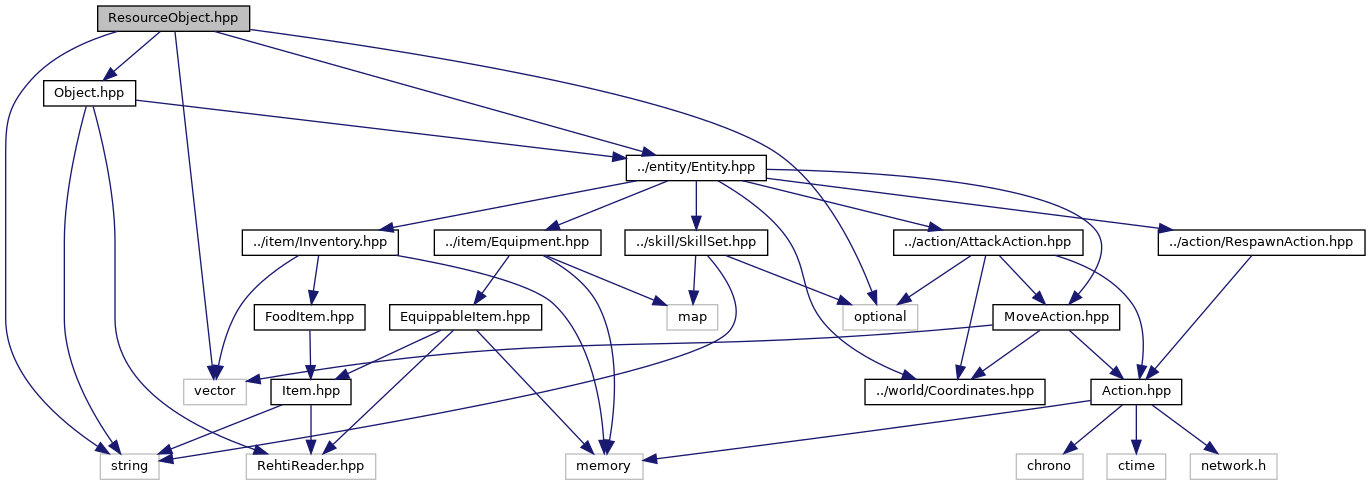 ResourceObject.hpp
Object.hpp
../entity/Entity.hpp
../item/Inventory.hpp
../item/Equipment.hpp
../skill/SkillSet.hpp
../action/AttackAction.hpp
../action/RespawnAction.hpp
FoodItem.hpp
EquippableItem.hpp
map
optional
MoveAction.hpp
vector
Item.hpp
../world/Coordinates.hpp
Action.hpp
string
RehtiReader.hpp
memory
chrono
ctime
network.h